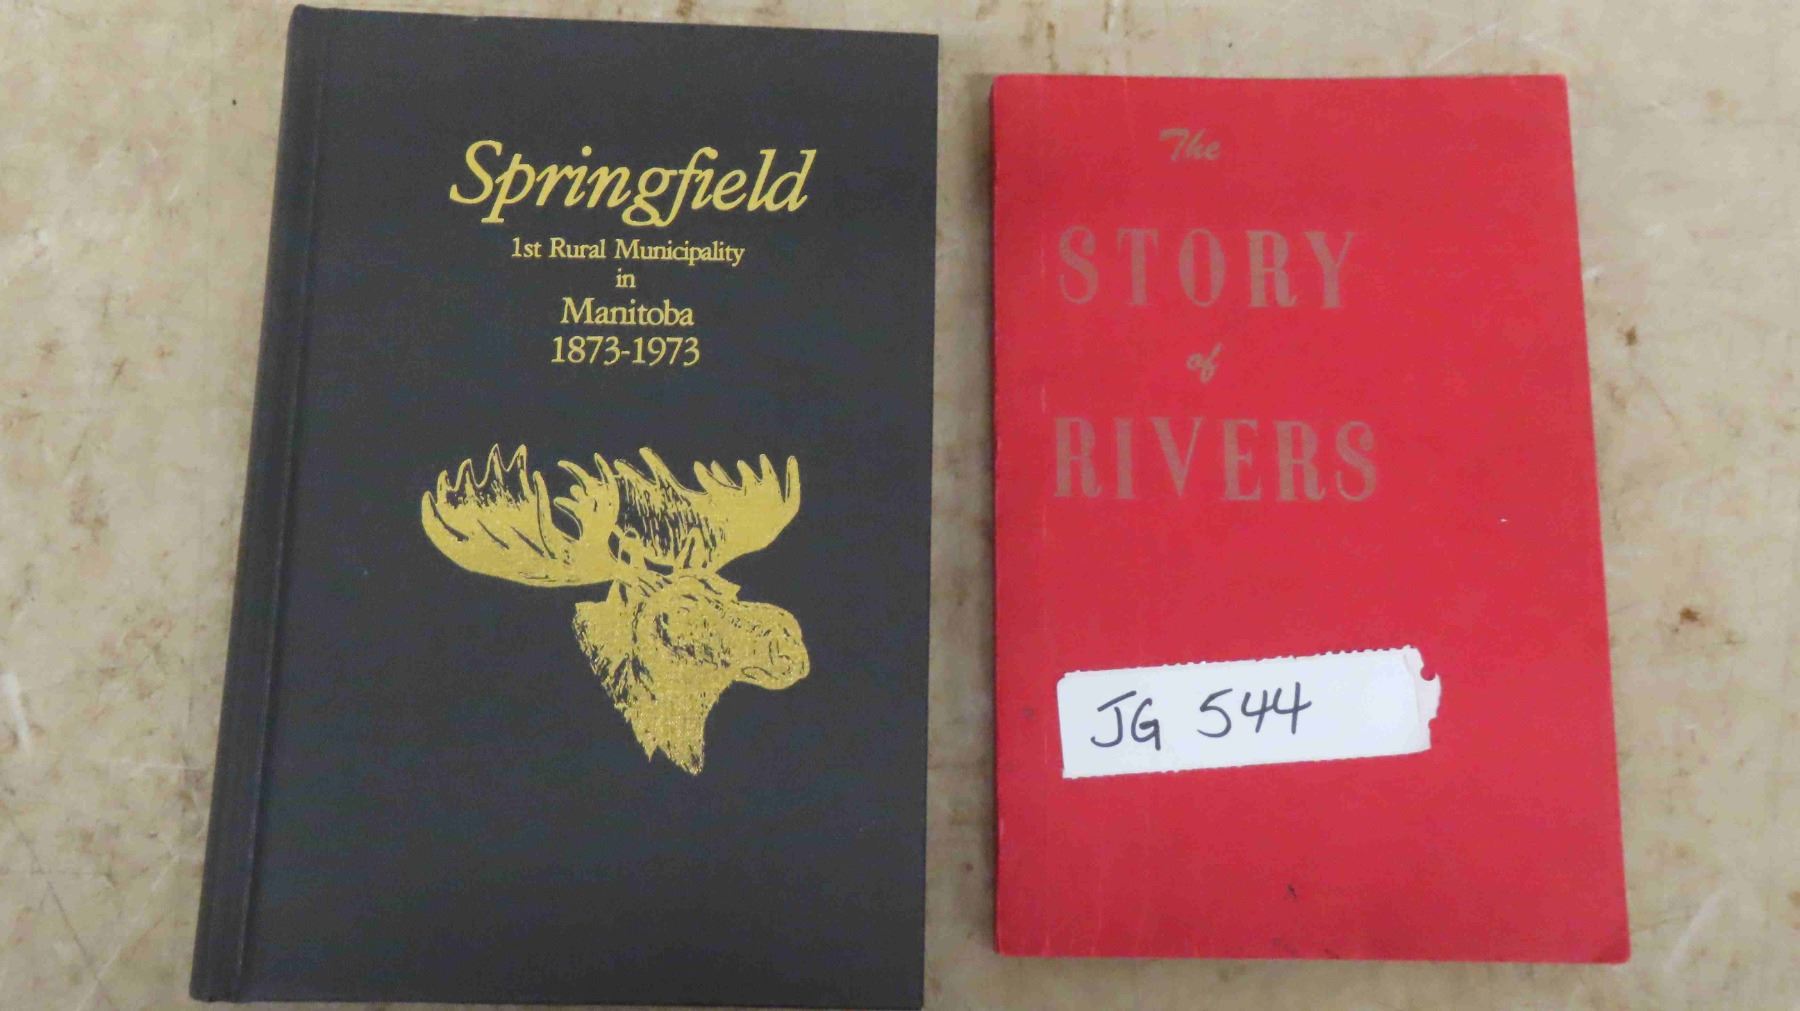 Springfield
1st Rural Municipality
in
Manitoba
1873-1973
The
STORY
of
RIVERS
JG 544